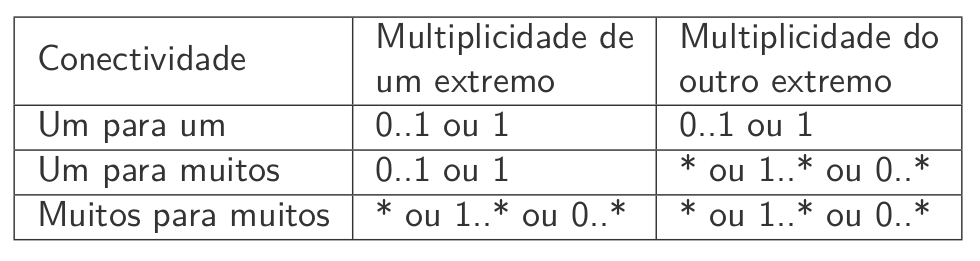 Conectividade
Multiplicidade de
um extremo
Multiplicidade do
outro extremo
Um para um
0..1 ou 1
0..1 ou 1
Um para muitos
0..1 ou 1
* ou 1..* ou 0..*
Muitos para muitos
* ou 1..* ou 0..*
* ou 1..* ou 0..*